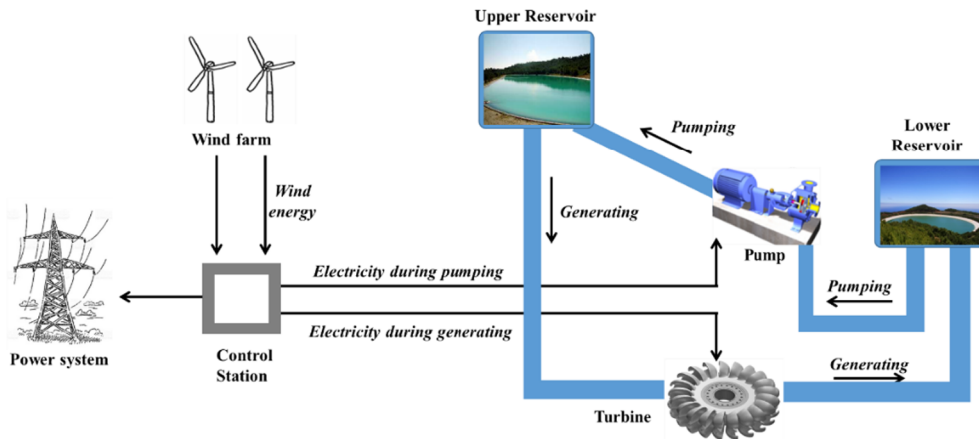 Upper Reservoir
Wind farm
Wind
energy
Pumping
Lower
Reservoir
Generating
Pump
Electricity during pumping
Pumping
Electricity during generating
Power system
Control
Station
Generating
Turbine